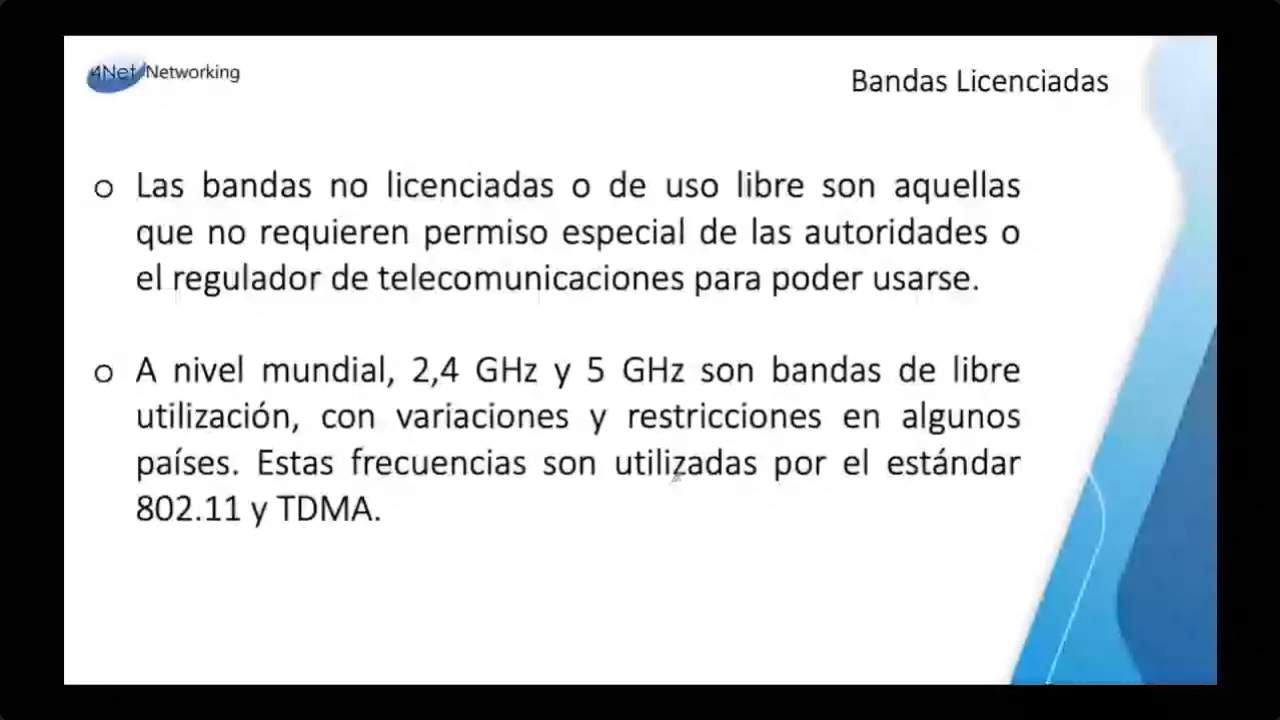 4Net Networking
Bandas Licenciadas
o Las bandas no licenciadas o de uso libre son aquellas
que no requieren permiso especial de las autoridades o
el regulador de telecomunicaciones para poder usarse.
o A nivel mundial, 2,4 GHz y 5 GHz son bandas de libre
utilización, con variaciones y restricciones en algunos
países. Estas frecuencias son utilizadas por el estándar
802.11 y TDMA.